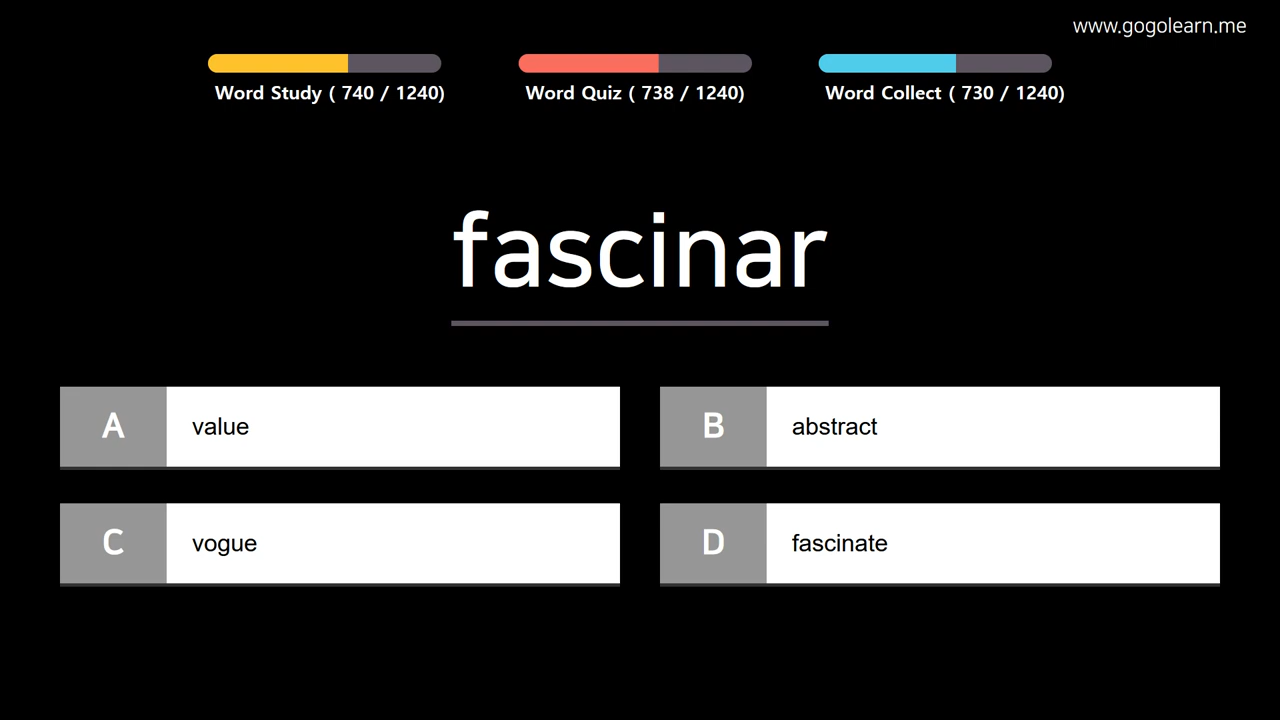 www.gogolearn.me
Word Study ( 740 / 1240)
Word Quiz ( 738 / 1240)
Word Collect ( 730 / 1240)
fascinar
A value
B abstract
C vogue
D fascinate